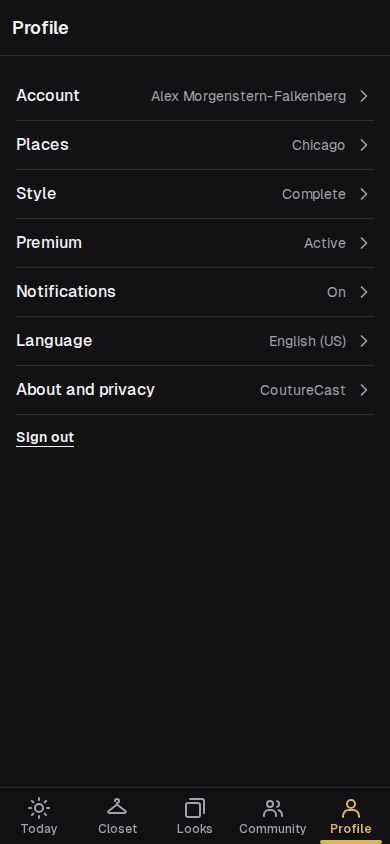 Profile
Account Alex Morgenstern-Falkenberg
Places Chicago
Style Complete
Premium Active
Notifications On
Language English (US)
About and privacy CoutureCast
Sign out
Today Closet Looks Community Profile